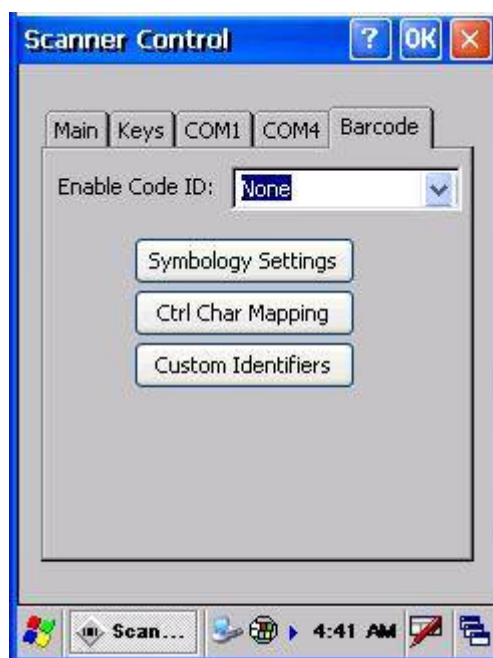 Scanner Control ? OK X
Main Keys COM1 COM4 Barcode
Enable Code ID: None
Symbology Settings
Ctrl Char Mapping
Custom Identifiers
Scan... 4:41 AM